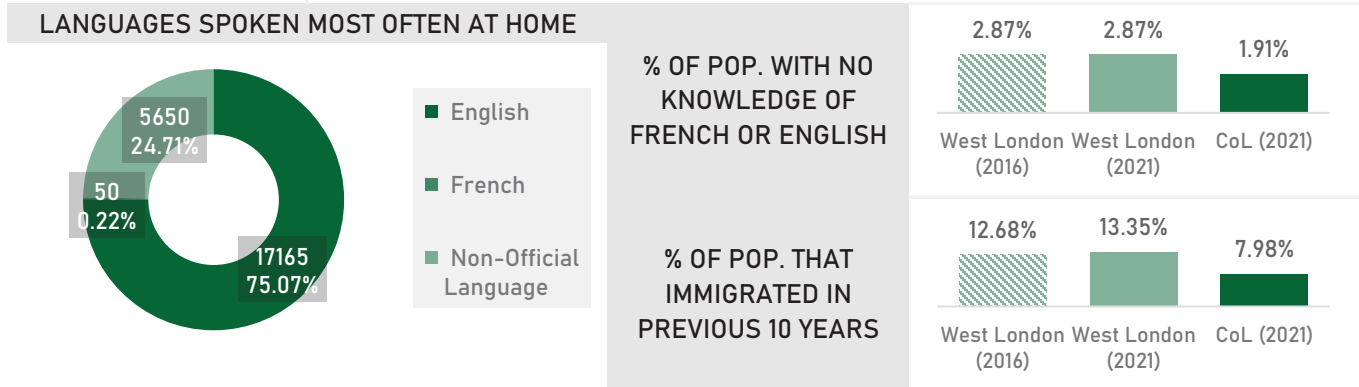 LANGUAGES SPOKEN MOST OFTEN AT HOME
5650
24.71%
50
0.22%
17165
75.07%
English
French
Non-Official
Language
% OF POP. WITH NO
KNOWLEDGE OF
FRENCH OR ENGLISH
2.87%
2.87%
1.91%
West London
(2016)
West London
(2021)
CoL (2021)
% OF POP. THAT
IMMIGRATED IN
PREVIOUS 10 YEARS
12.68%
13.35%
7.98%
West London
(2016)
West London
(2021)
CoL (2021)